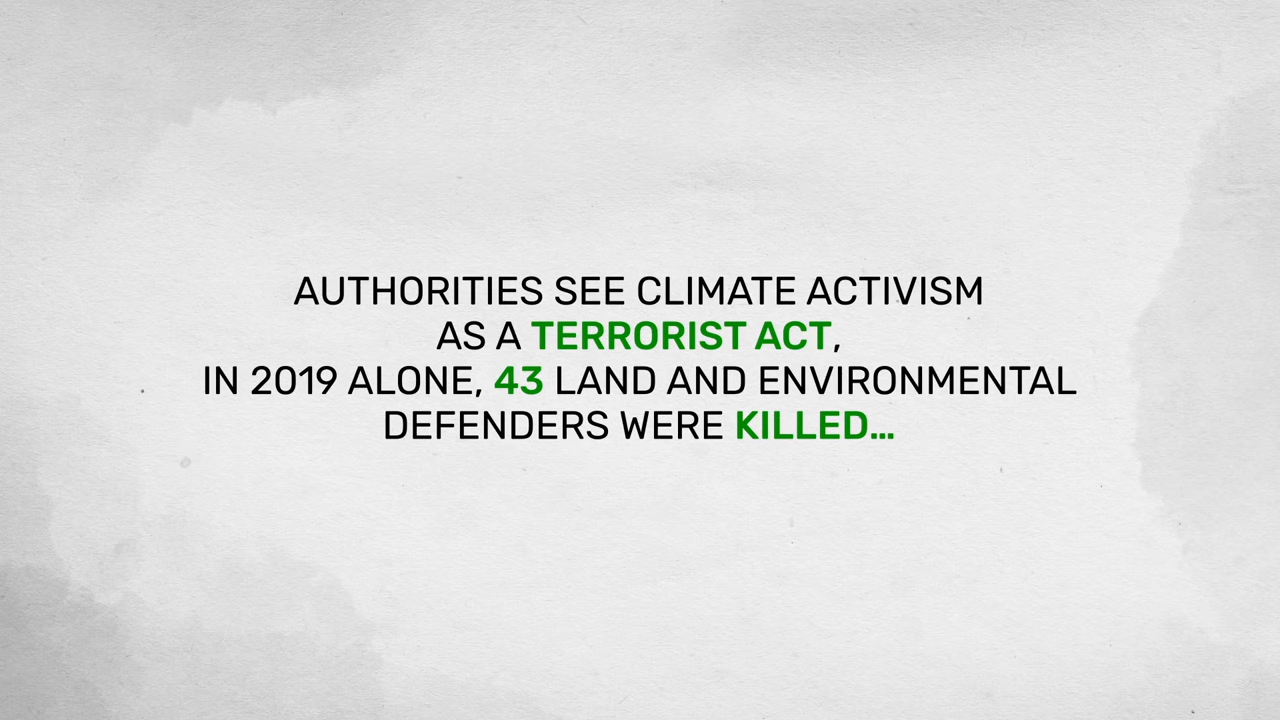 AUTHORITIES SEE CLIMATE ACTIVISM
AS A TERRORIST ACT,
IN 2019 ALONE, 43 LAND AND ENVIRONMENTAL
DEFENDERS WERE KILLED...